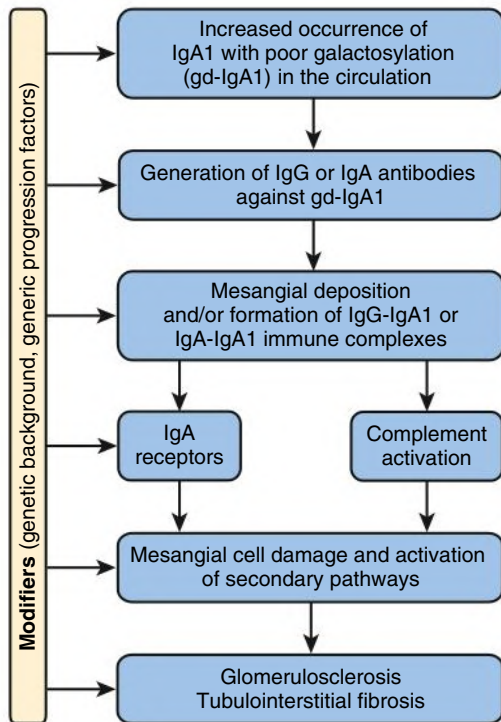 Modifiers (genetic background, generic progression factors)
Increased occurrence of
IgA1 with poor galactosylation
(gd-IgA1) in the circulation
Generation of IgG or IgA antibodies
against gd-IgA1
Mesangial deposition
and/or formation of IgG-IgA1 or
IgA-IgA1 immune complexes
IgA
receptors
Complement
activation
Mesangial cell damage and activation
of secondary pathways
Glomerulosclerosis
Tubulointerstitial fibrosis